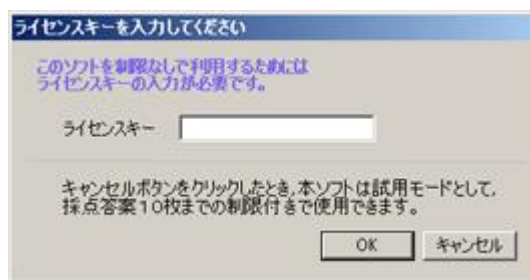 ライセンスキーを入力してください
このソフトを制限なしで利用するためには
ライセンスキーの入力が必要です。
ライセンスキー
キャンセルボタンをクリックしたとき,本ソフトは試用モードとして,
採点答案10枚までの制限付きで使用できます。
OK キャンセル